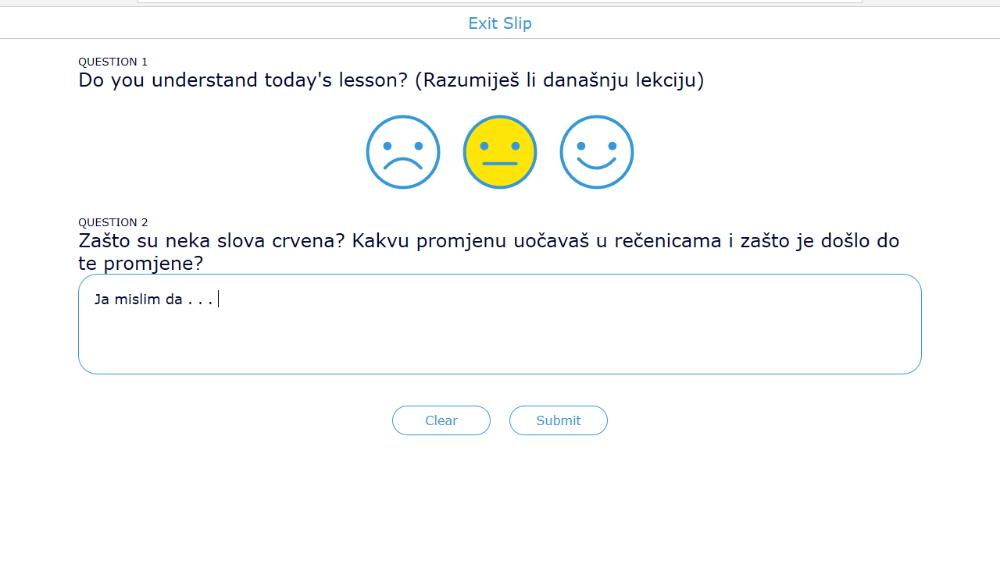 Exit Slip
QUESTION 1
Do you understand today's lesson? (Razumiješ li današnju lekciju)
QUESTION 2
Zašto su neka slova crvena? Kakvu promjenu uočavaš u rečenicama i zašto je došlo do
te promjene?
Ja mislim da . . .
Clear
Submit